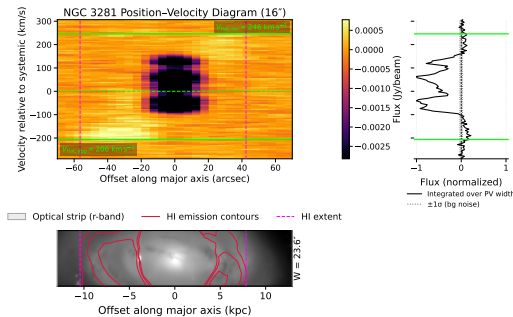 NGC 3281 Position–Velocity Diagram (16″)
Velocity relative to systemic (km/s)
300
200
100
0
−100
−200
−60
−40
−20
0
20
40
60
Offset along major axis (arcsec)
0.0005
0.0000
−0.0005
−0.0010
−0.0015
−0.0020
−0.0025
Flux (Jy/beam)
−1
0
1
Flux (normalized)
Integrated over PV width
±1σ (bg noise)
Optical strip (r-band)
HI emission contours
HI extent
W = 23.6″
−10
−5
0
5
10
Offset along major axis (kpc)